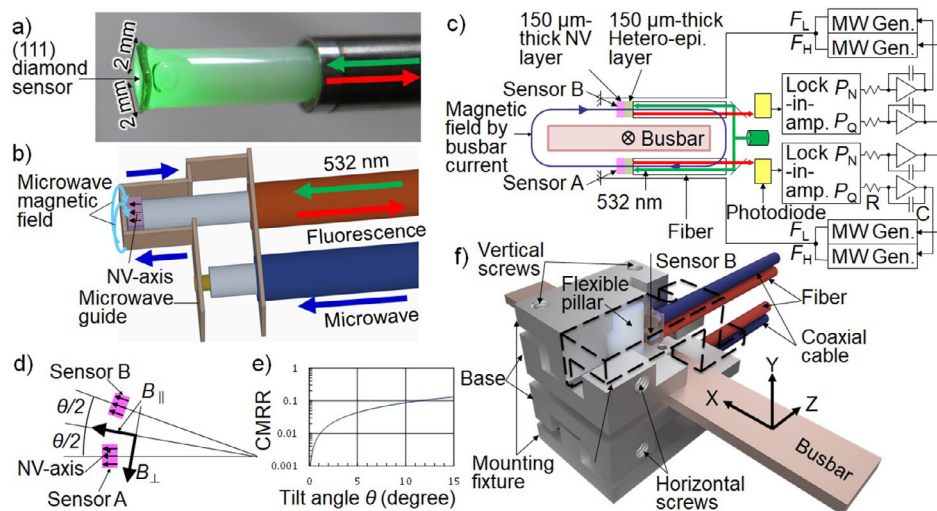 a)
(111)
diamond
sensor
2 mm
2 mm
b)
532 nm
Microwave
magnetic
field
Fluorescence
NV-axis
Microwave
guide
Microwave
c)
150 µm-
thick NV
layer
150 µm-thick
Hetero-epi.
layer
Sensor B
Magnetic
field by
busbar
current
⊗ Busbar
Sensor A
532 nm
Fiber
Photodiode
F_L
F_H
MW Gen.
MW Gen.
Lock
-in-
amp.
P_N
P_Q
Lock
-in-
amp.
P_N
P_Q
R
C
F_L
F_H
MW Gen.
MW Gen.
d)
Sensor B
B_∥
θ/2
θ/2
NV-axis
B_⊥
Sensor A
e)
CMRR
1
0.1
0.01
0.001
0
5
10
15
Tilt angle θ (degree)
f)
Vertical
screws
Flexible
pillar
Sensor B
Fiber
Coaxial
cable
Base
Y
X
Z
Mounting
fixture
Horizontal
screws
Busbar